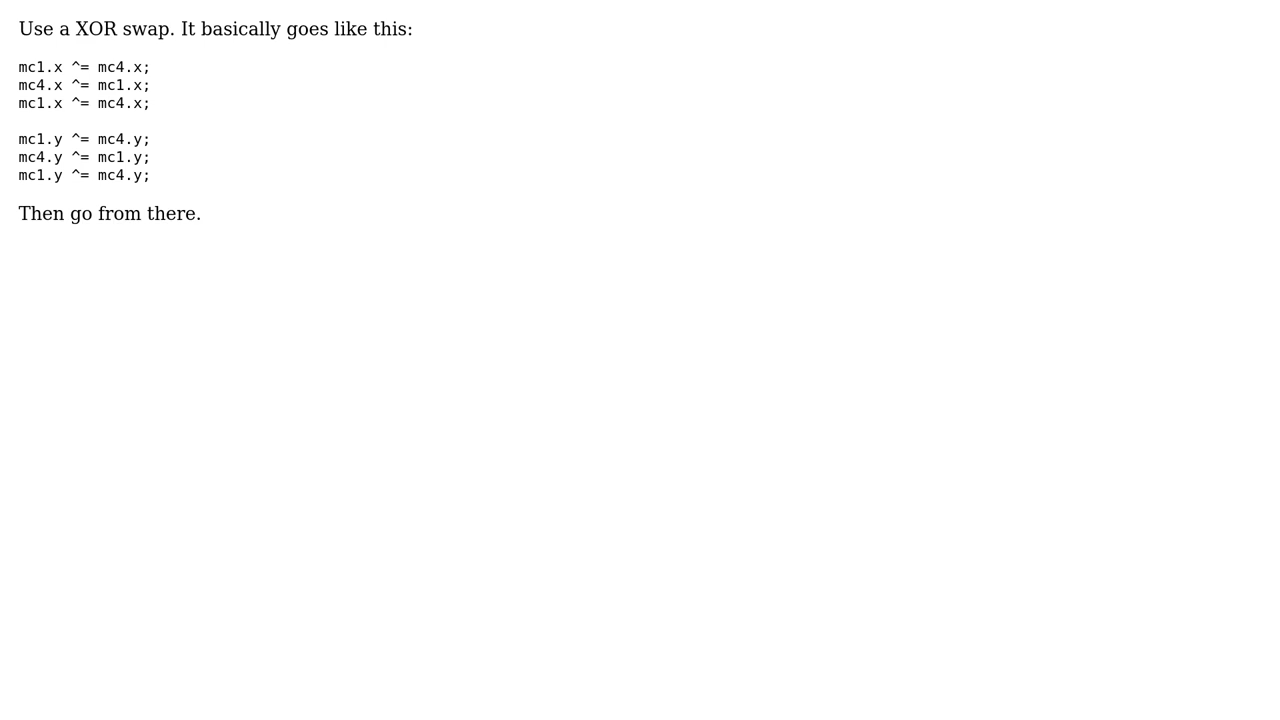 Use a XOR swap. It basically goes like this:
mc1.x ^= mc4.x;
mc4.x ^= mc1.x;
mc1.x ^= mc4.x;
mc1.y ^= mc4.y;
mc4.y ^= mc1.y;
mc1.y ^= mc4.y;
Then go from there.